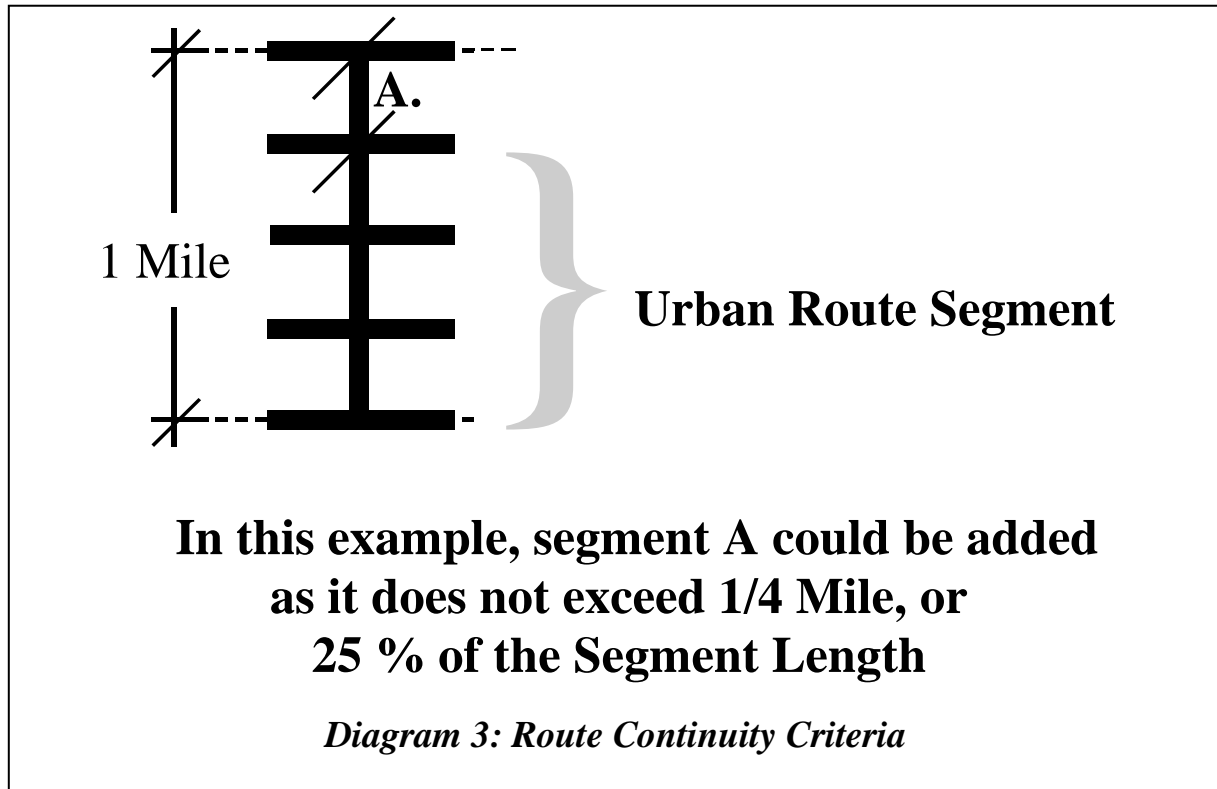 A.
1 Mile
Urban Route Segment
In this example, segment A could be added
as it does not exceed 1/4 Mile, or
25 % of the Segment Length
Diagram 3: Route Continuity Criteria